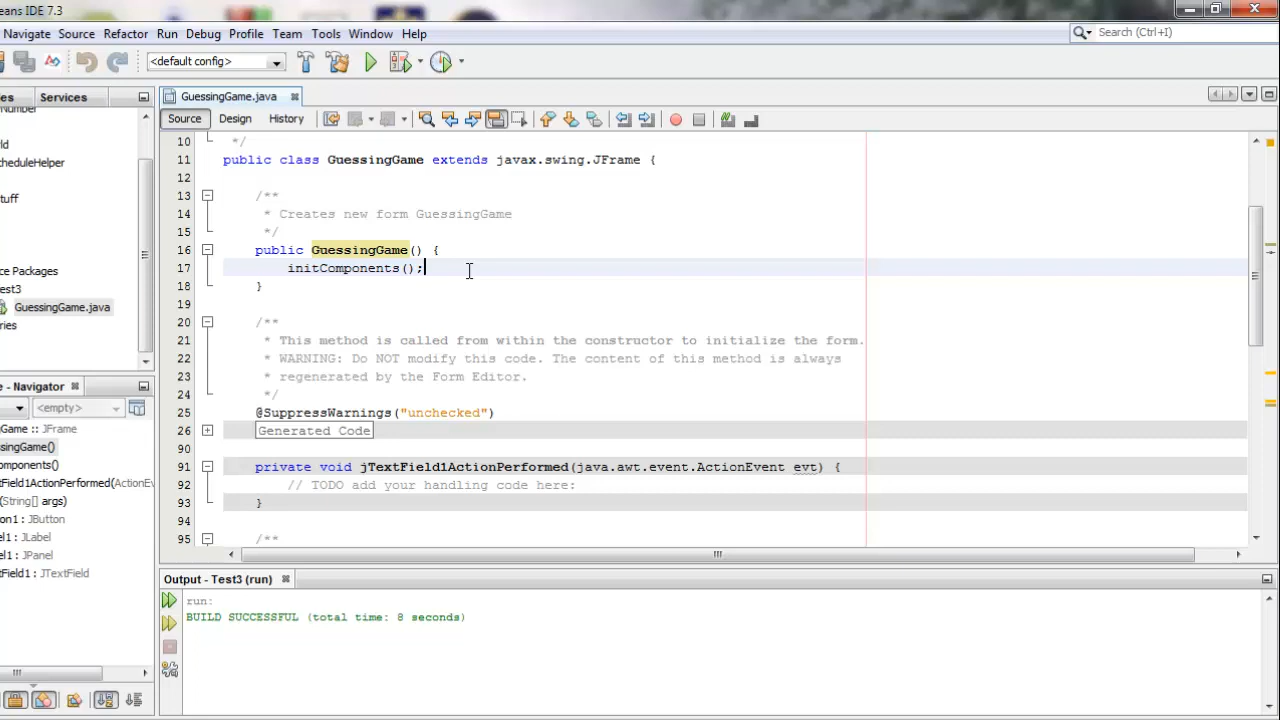 eans IDE 7.3
Navigate Source Refactor Run Debug Profile Team Tools Window Help
Search (Ctrl+I)
<default config>
es Services
GuessingGame.java
Source Design History
Number
ld
cheduleHelper
tuff
ce Packages
est3
GuessingGame.java
ries
10 */
11 public class GuessingGame extends javax.swing.JFrame {
12
13 /**
14 * Creates new form GuessingGame
15 */
16 public GuessingGame() {
17 initComponents();
18 }
19
20 /**
21 * This method is called from within the constructor to initialize the form.
22 * WARNING: Do NOT modify this code. The content of this method is always
23 * regenerated by the Form Editor.
24 */
25 @SuppressWarnings("unchecked")
26 Generated Code
90
91 private void jTextField1ActionPerformed(java.awt.event.ActionEvent evt) {
92 // TODO add your handling code here:
93 }
94
95 /**
e - Navigator
<empty>
Game :: JFrame
ssingGame()
omponents()
tField1ActionPerformed(ActionEv
(String[] args)
on1 : JButton
el1 : JLabel
el1 : JPanel
tField1 : JTextField
Output - Test3 (run)
run:
BUILD SUCCESSFUL (total time: 8 seconds)